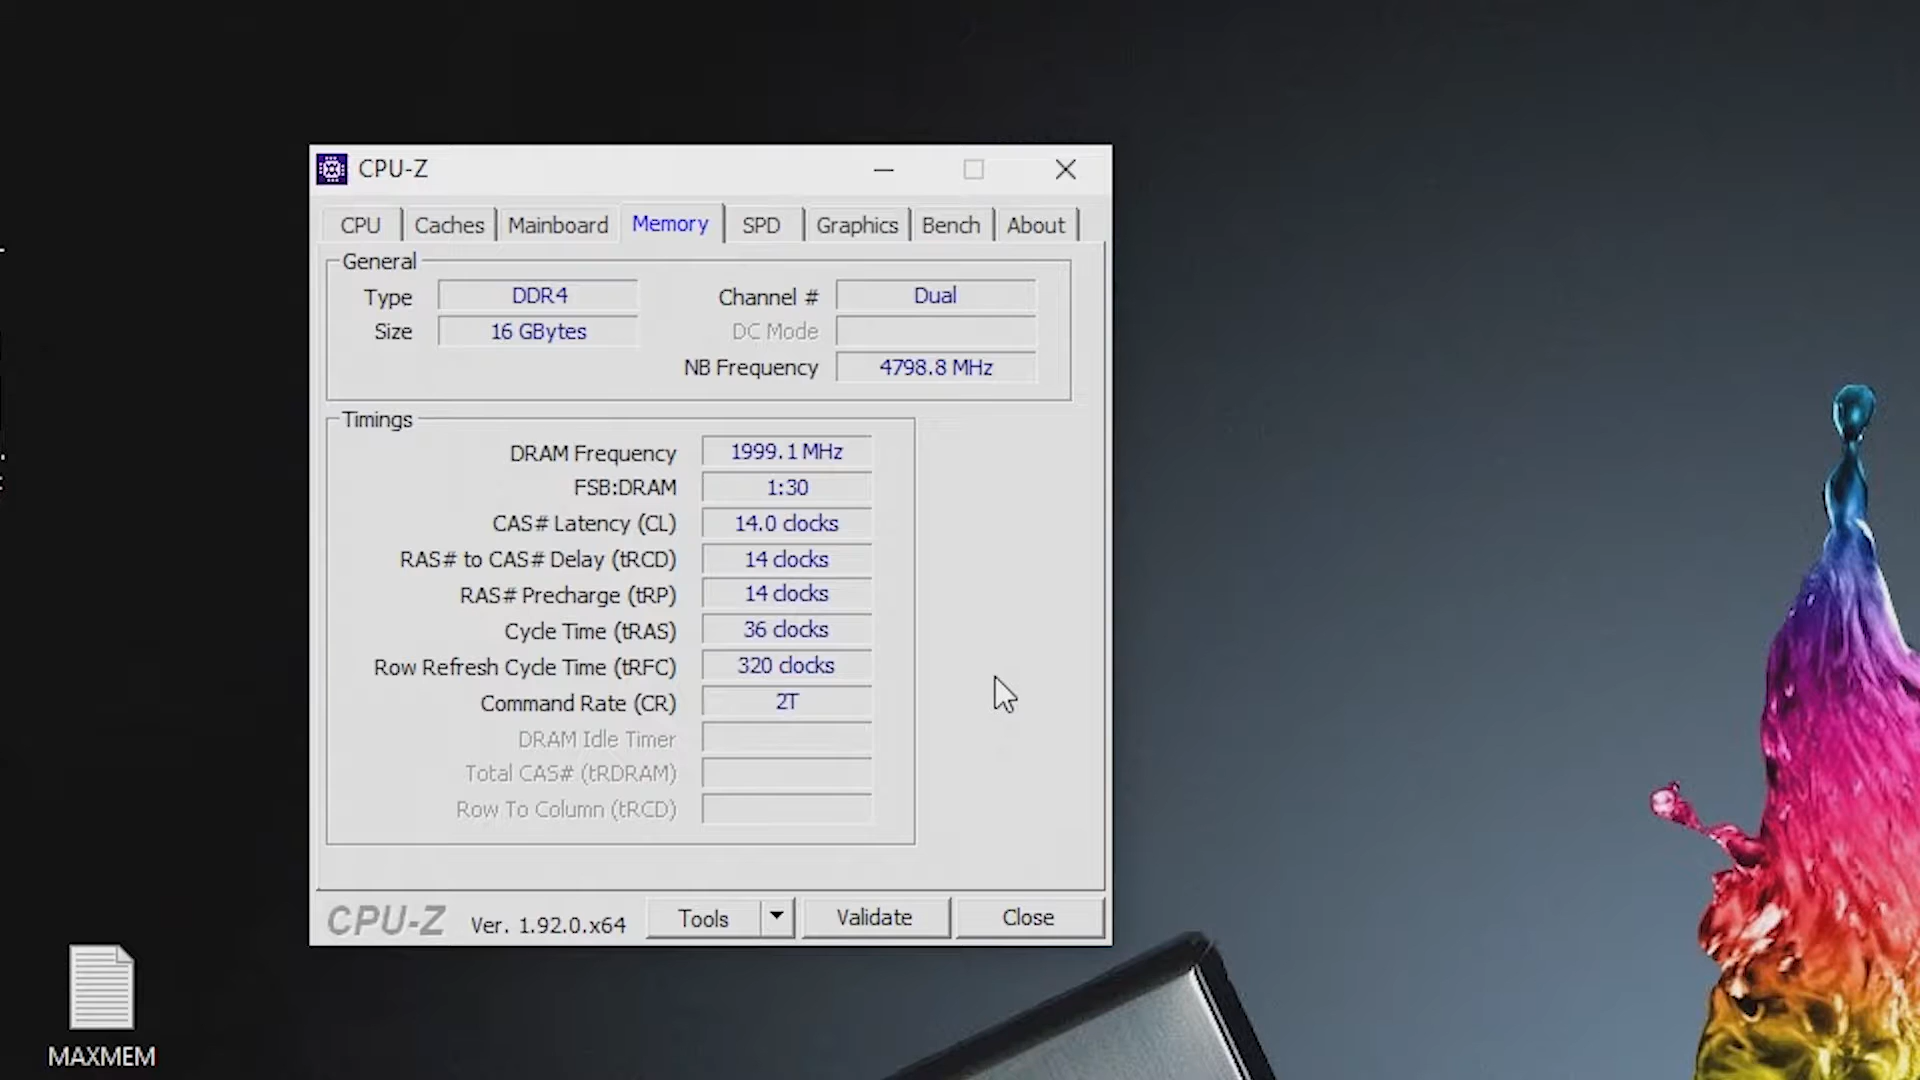 CPU-Z
CPU Caches Mainboard Memory SPD Graphics Bench About
General
Type DDR4 Channel # Dual
Size 16 GBytes DC Mode
NB Frequency 4798.8 MHz
Timings
DRAM Frequency 1999.1 MHz
FSB:DRAM 1:30
CAS# Latency (CL) 14.0 clocks
RAS# to CAS# Delay (tRCD) 14 clocks
RAS# Precharge (tRP) 14 clocks
Cycle Time (tRAS) 36 clocks
Row Refresh Cycle Time (tRFC) 320 clocks
Command Rate (CR) 2T
DRAM Idle Timer
Total CAS# (tRDRAM)
Row To Column (tRCD)
CPU-Z Ver. 1.92.0.x64 Tools Validate Close
MAXMEM